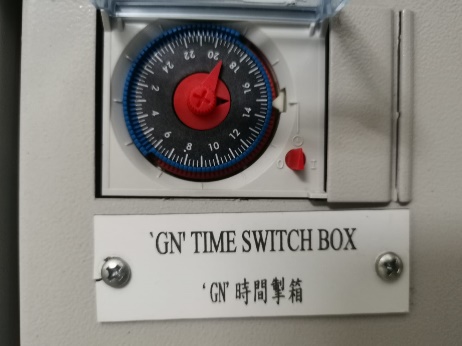 2 4 6 8 10 12 14 16 18 20 22 24
0 I
`GN' TIME SWITCH BOX
‘GN’時間掣箱